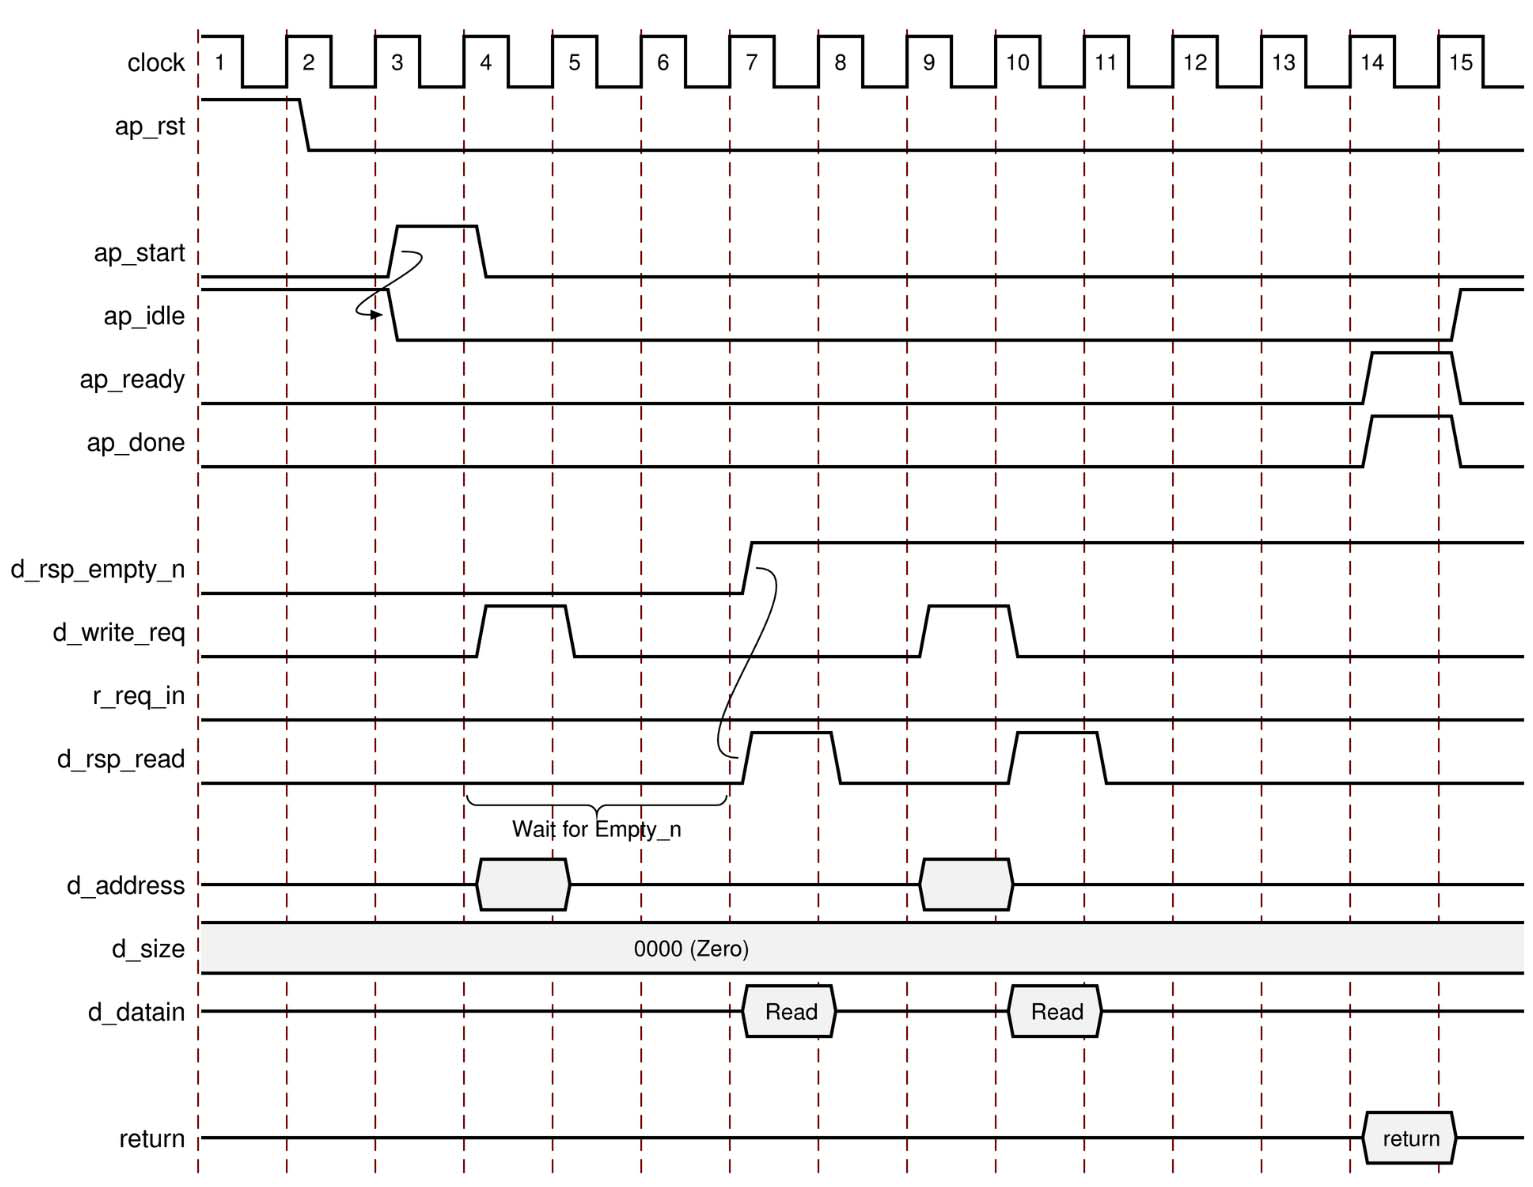 clock 1 2 3 4 5 6 7 8 9 10 11 12 13 14 15
ap_rst
ap_start
ap_idle
ap_ready
ap_done
d_rsp_empty_n
d_write_req
r_req_in
d_rsp_read
Wait for Empty_n
d_address
d_size 0000 (Zero)
d_datain Read Read
return return